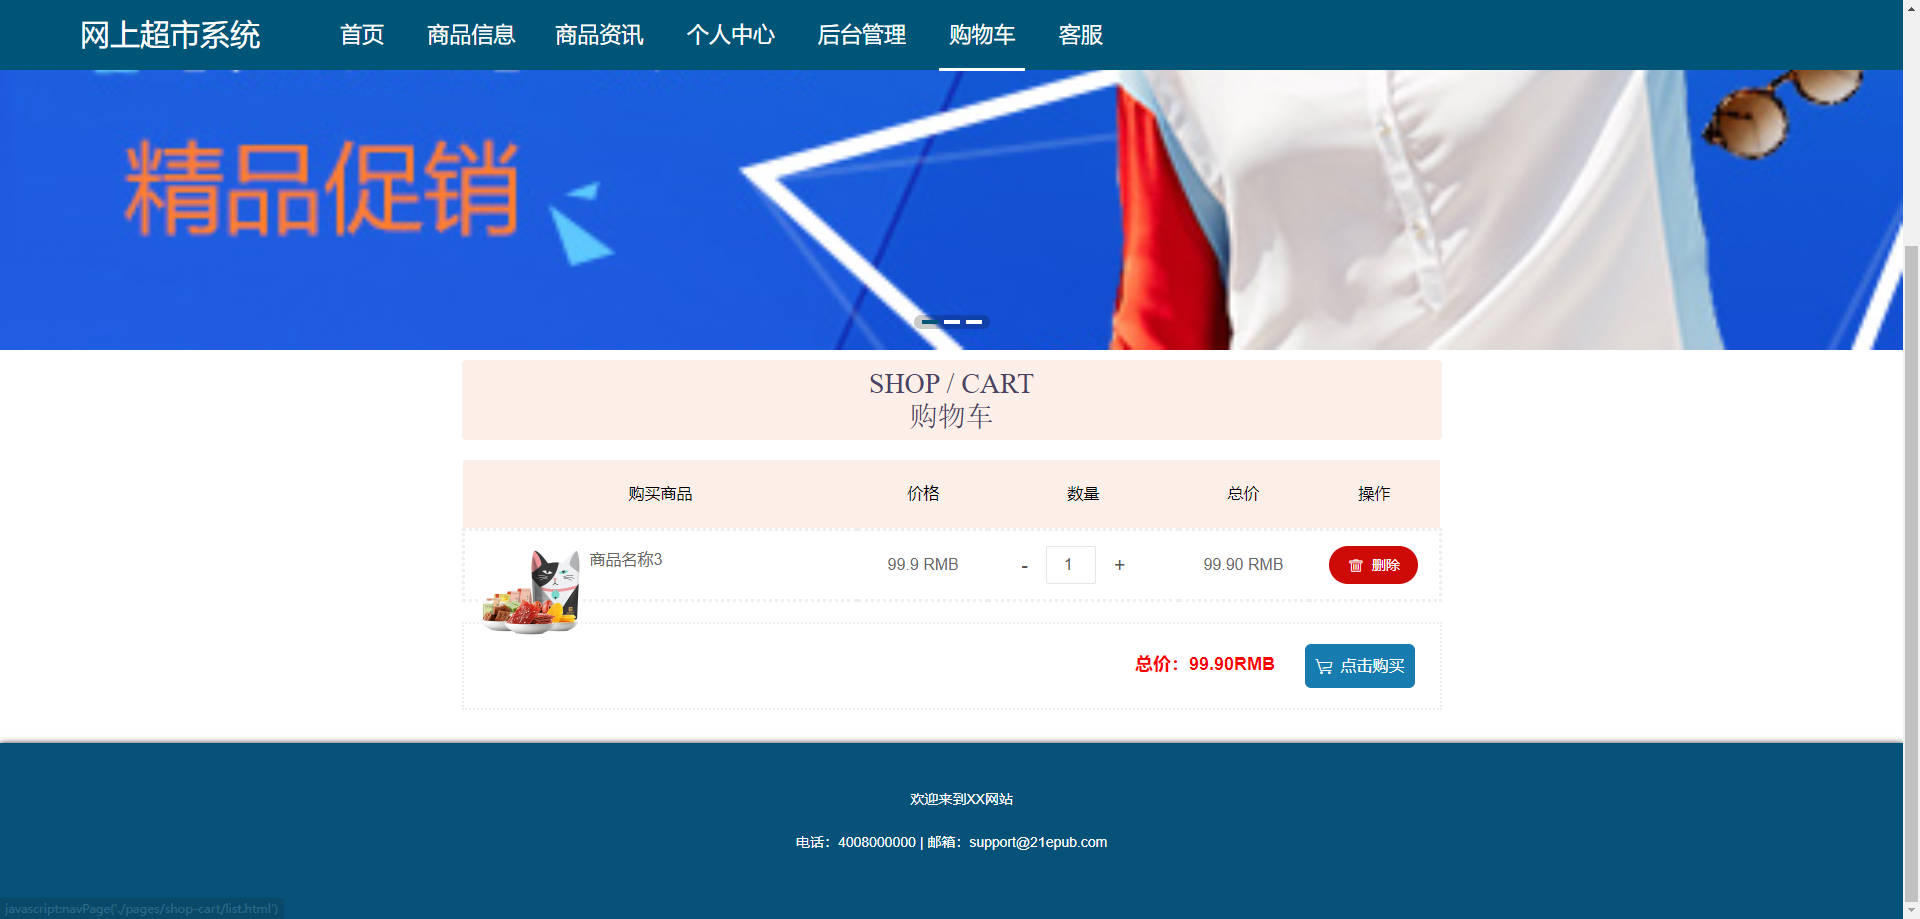 网上超市系统 首页 商品信息 商品资讯 个人中心 后台管理 购物车 客服
精品促销
SHOP / CART
购物车
购买商品 价格 数量 总价 操作
商品名称3 99.9 RMB - 1 + 99.90 RMB 删除
总价：99.90RMB 点击购买
欢迎来到XX网站
电话：4008000000 | 邮箱：support@21epub.com
javascript:navPage('./pages/shop-cart/list.html')